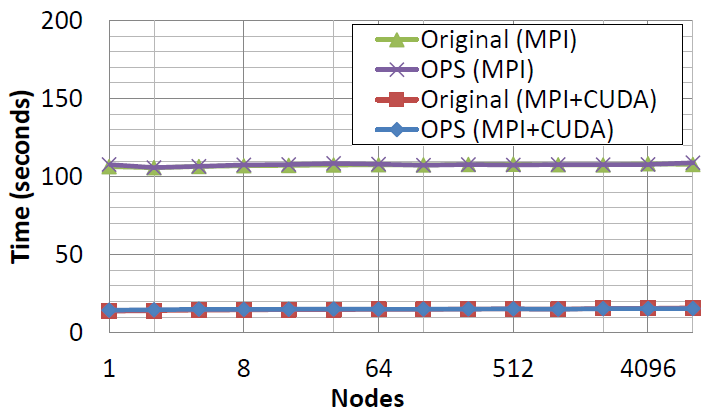 200
150
100
50
0
Time (seconds)
Original (MPI)
OPS (MPI)
Original (MPI+CUDA)
OPS (MPI+CUDA)
1 8 64 512 4096
Nodes